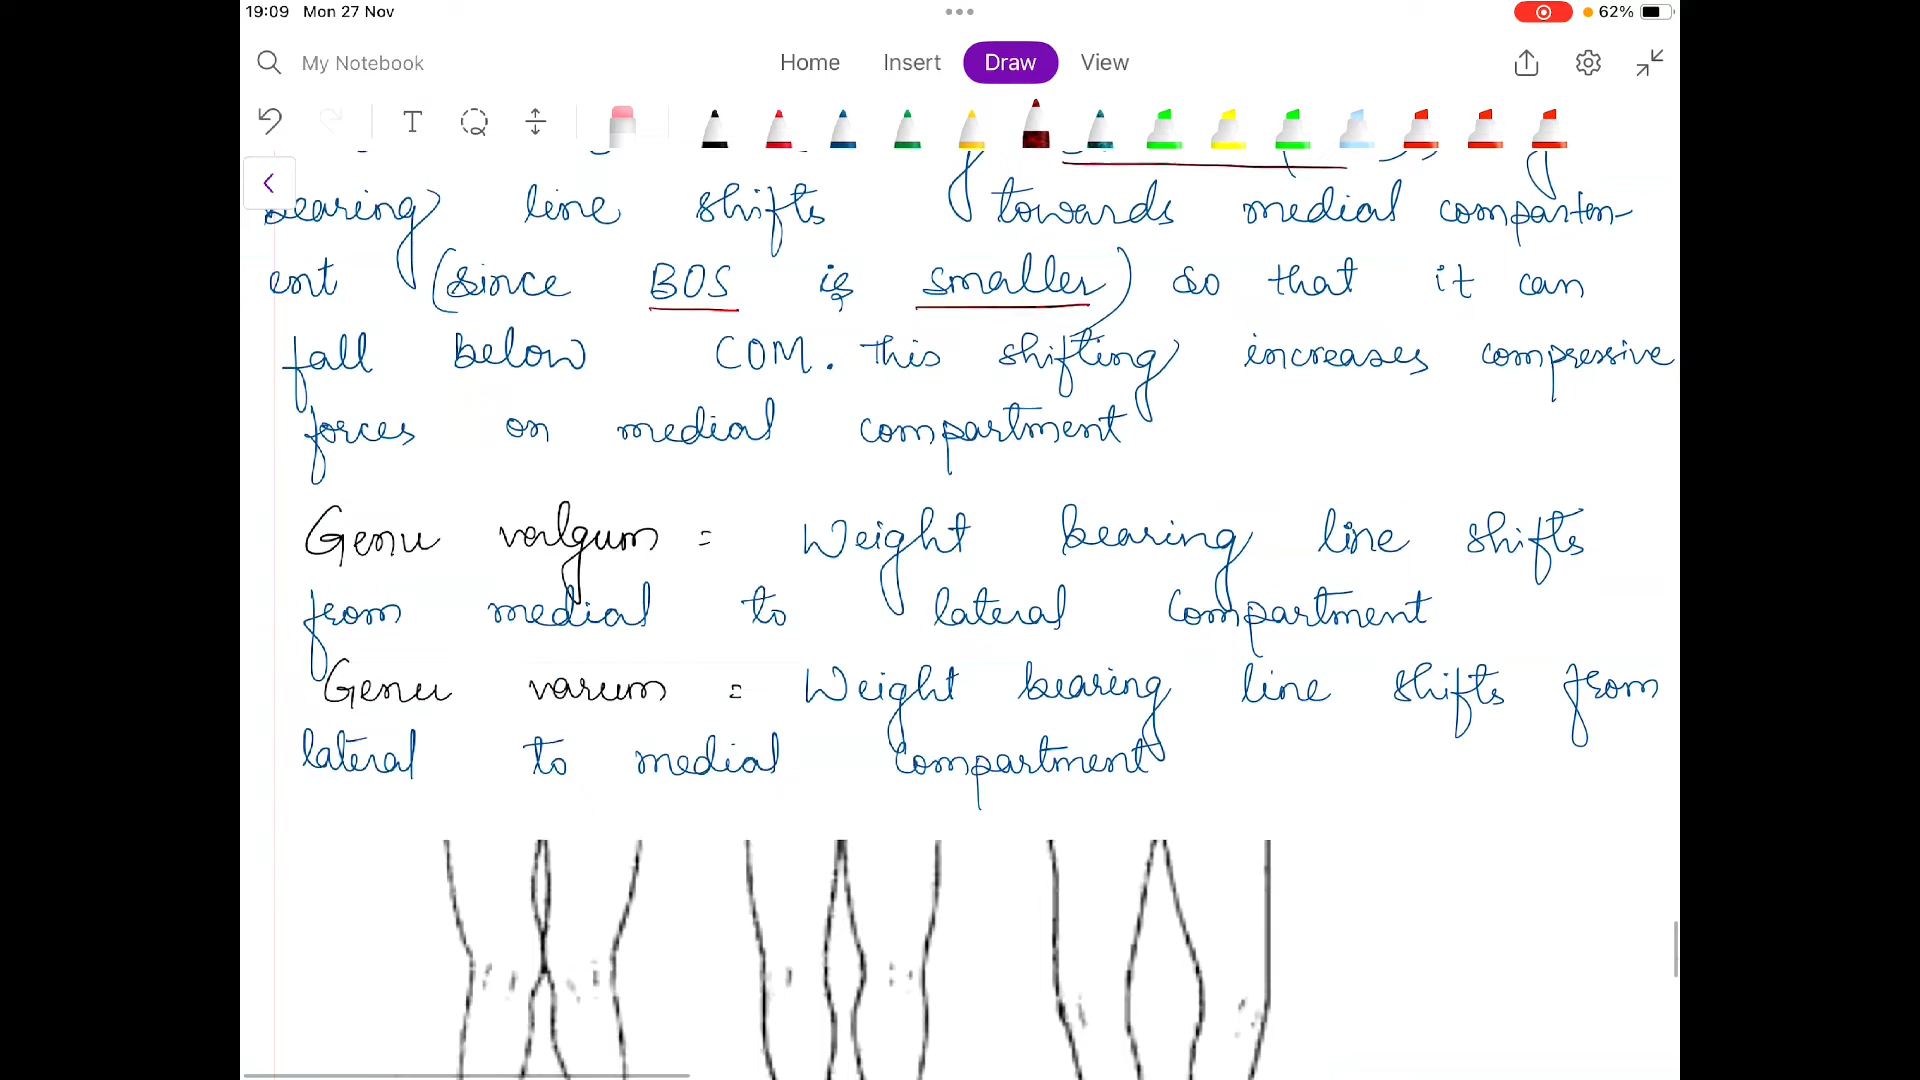 19:09 Mon 27 Nov
62%
My Notebook
Home Insert Draw View
T
bearing line shifts towards medial compartm-
ent (since BOS is smaller) so that it can
fall below COM. This shifting increases compressive
forces on medial compartment
Genu valgum = Weight bearing line shifts
from medial to lateral compartment
Genu varum = Weight bearing line shifts from
lateral to medial compartment